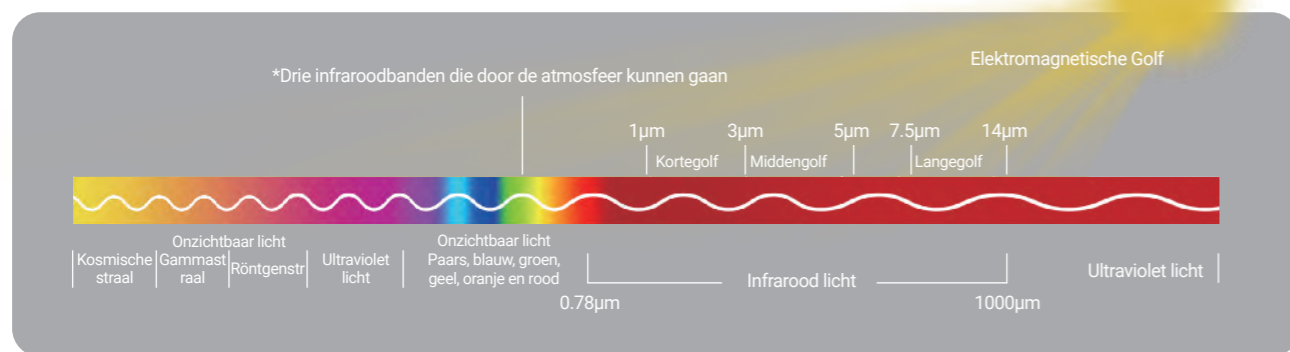 Elektromagnetische Golf
*Drie infraroodbanden die door de atmosfeer kunnen gaan
1µm
3µm
5µm
7.5µm
14µm
Kortegolf
Middengolf
Langegolf
Onzichtbaar licht
Kosmische
straal
Gammast
raal
Röntgenstr
Ultraviolet
licht
Onzichtbaar licht
Paars, blauw, groen,
geel, oranje en rood
0.78µm
Infrarood licht
1000µm
Ultraviolet licht